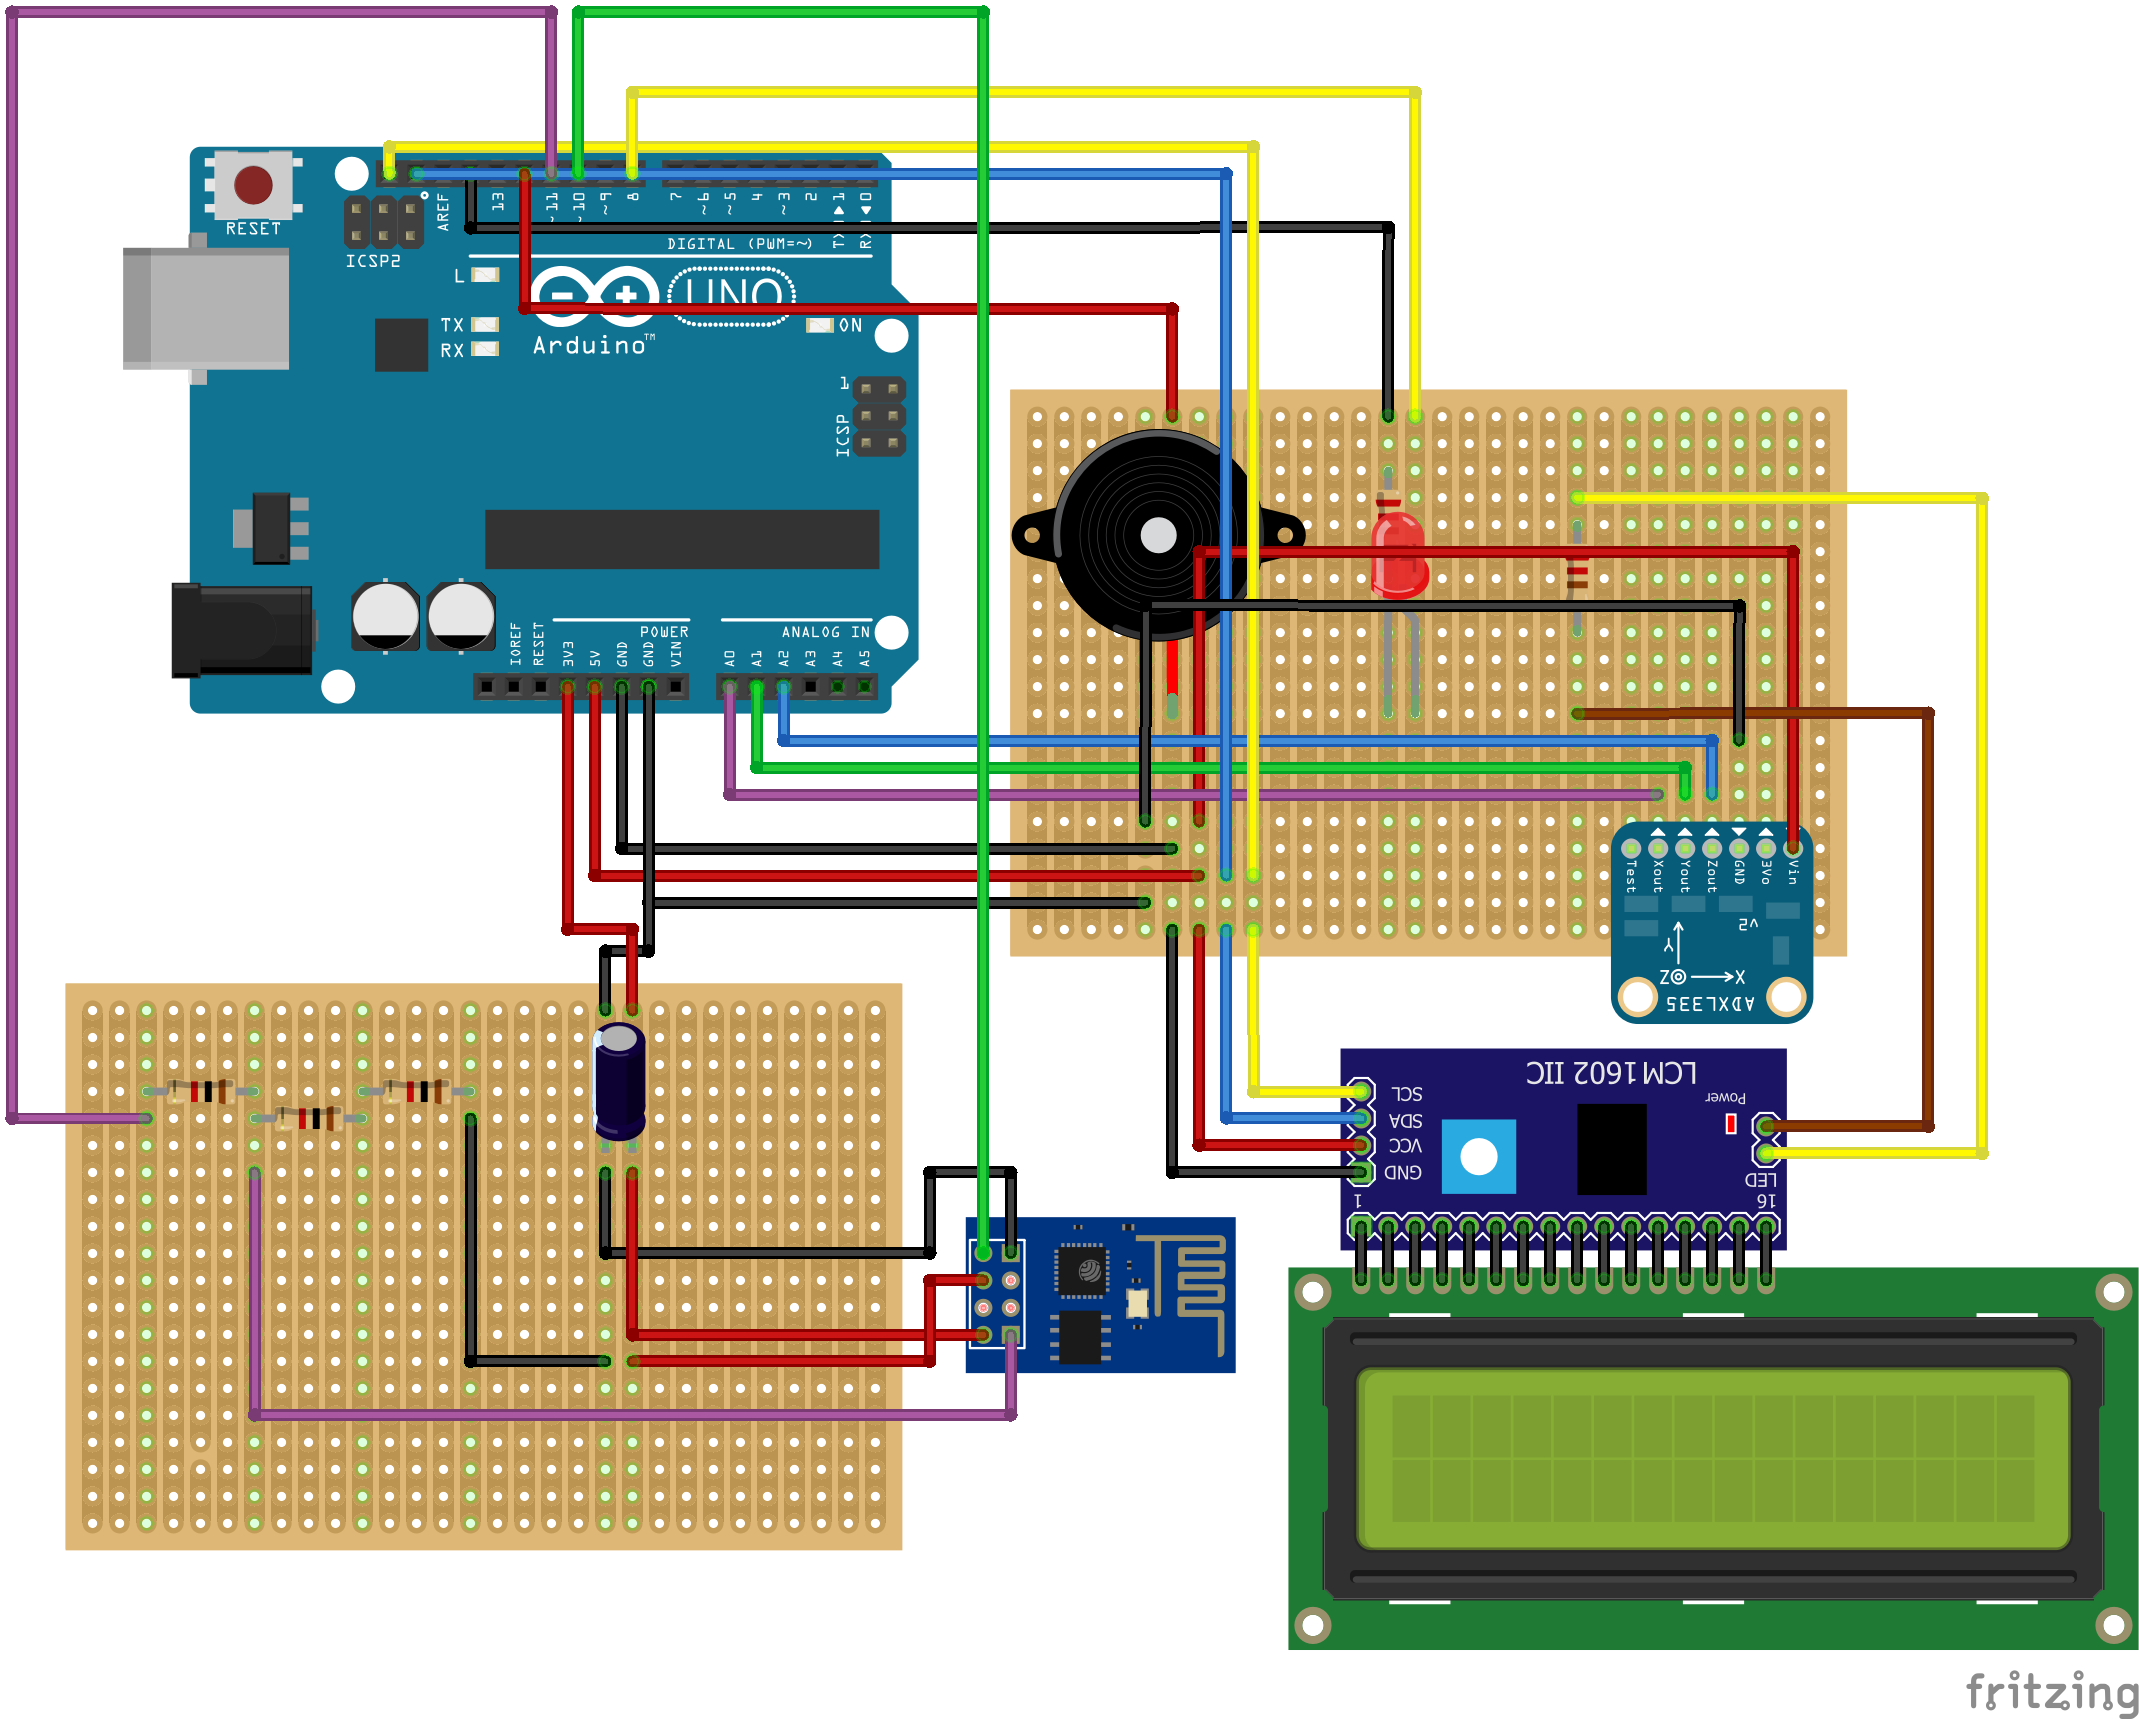 RESET
ICSP2
AREF
13
~11
~10
~9
8
7
~6
~5
4
~3
2
1
0
DIGITAL (PWM=~)
L
TX
RX
UNO
Arduino™
ON
1
ICSP
IOREF
RESET
3V3
5V
GND
GND
VIN
POWER
ANALOG IN
A0
A1
A2
A3
A4
A5
Test
Xout
Yout
Zout
GND
3Vo
Vin
v2
Y
Z
X
ADXL335
LCM1602 IIC
SCL
SDA
VCC
GND
Power
LED
1
16
fritzing